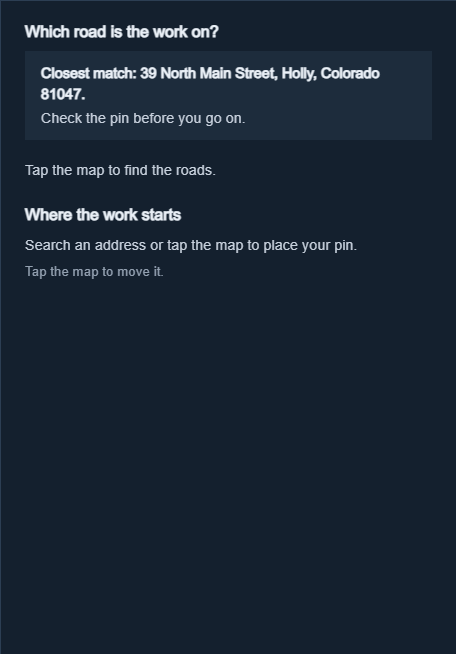 Which road is the work on?
Closest match: 39 North Main Street, Holly, Colorado
81047.
Check the pin before you go on.
Tap the map to find the roads.
Where the work starts
Search an address or tap the map to place your pin.
Tap the map to move it.